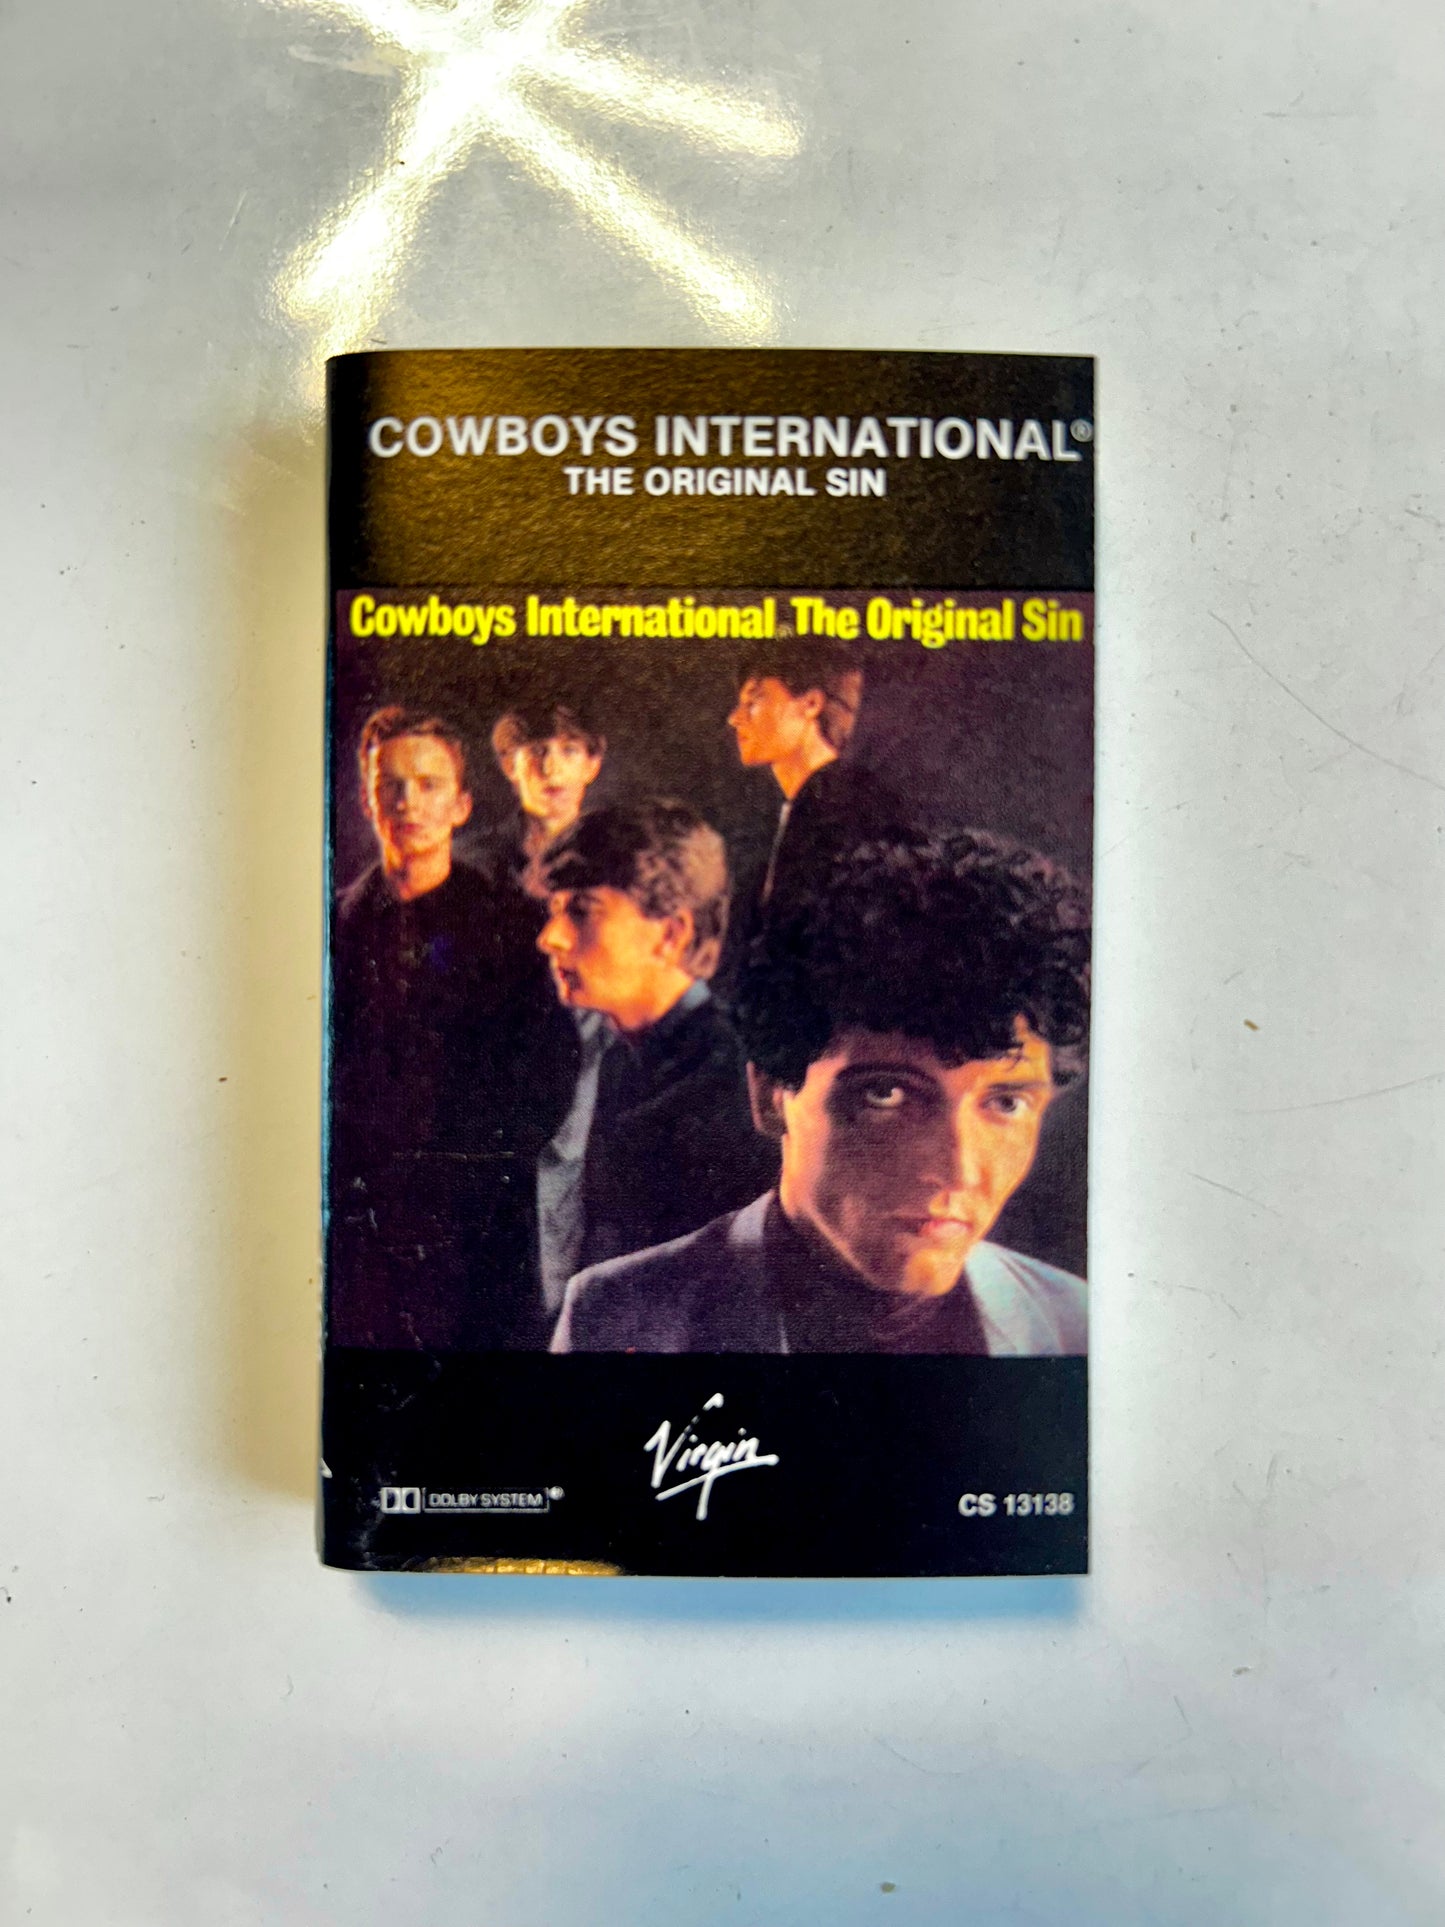 COWBOYS INTERNATIONAL®
THE ORIGINAL SIN
Cowboys International The Original Sin
Virgin
DOLBY SYSTEM®
CS 13138